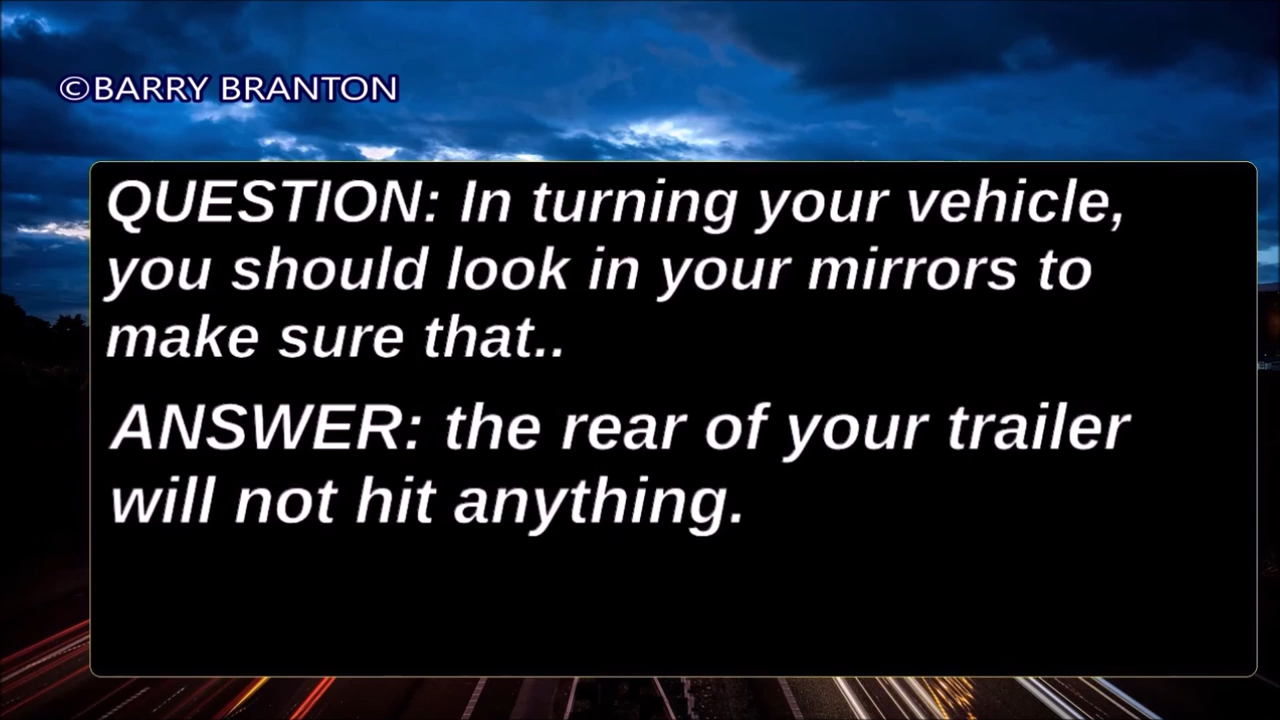 ©BARRY BRANTON
QUESTION: In turning your vehicle,
you should look in your mirrors to
make sure that..
ANSWER: the rear of your trailer
will not hit anything.